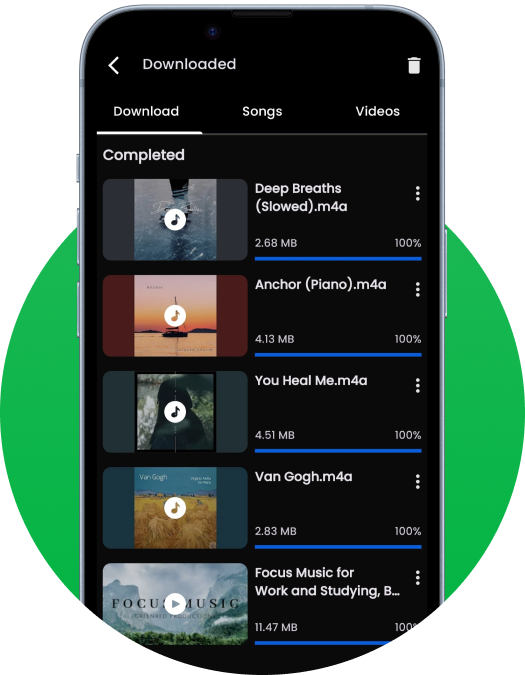 Downloaded
Download
Songs
Videos
Completed
Deep Breaths
(Slowed).m4a
2.68 MB
100%
Anchor (Piano).m4a
4.13 MB
100%
You Heal Me.m4a
4.51 MB
100%
Van Gogh
Van Gogh.m4a
2.83 MB
100%
FOCUS MUSIC
Focus Music for
Work and Studying, B...
11.47 MB
100%